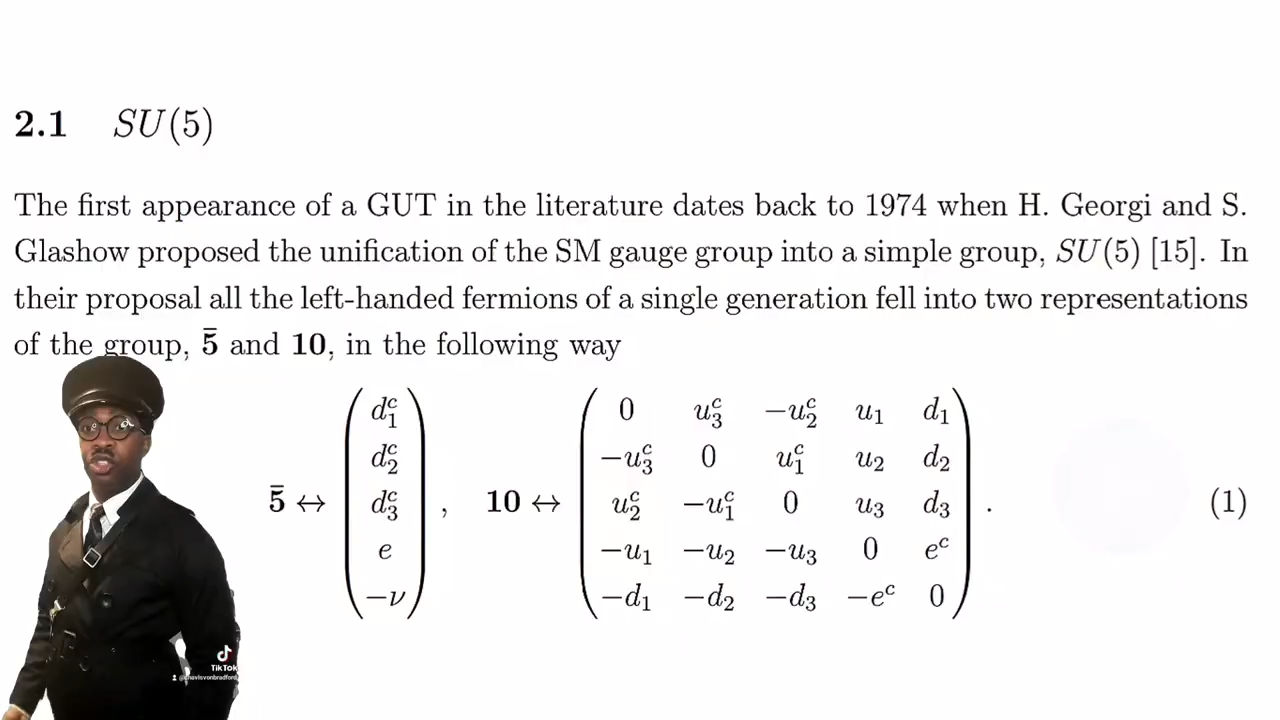 2.1 SU(5)
The first appearance of a GUT in the literature dates back to 1974 when H. Georgi and S.
Glashow proposed the unification of the SM gauge group into a simple group, SU(5) [15]. In
their proposal all the left-handed fermions of a single generation fell into two representations
of the group, 5̄ and 10, in the following way
5̄ ↔ ( d₁ᶜ d₂ᶜ d₃ᶜ e −ν ) , 10 ↔ ( 0 u₃ᶜ −u₂ᶜ u₁ d₁
−u₃ᶜ 0 u₁ᶜ u₂ d₂
u₂ᶜ −u₁ᶜ 0 u₃ d₃
−u₁ −u₂ −u₃ 0 eᶜ
−d₁ −d₂ −d₃ −eᶜ 0 ) . (1)
TikTok